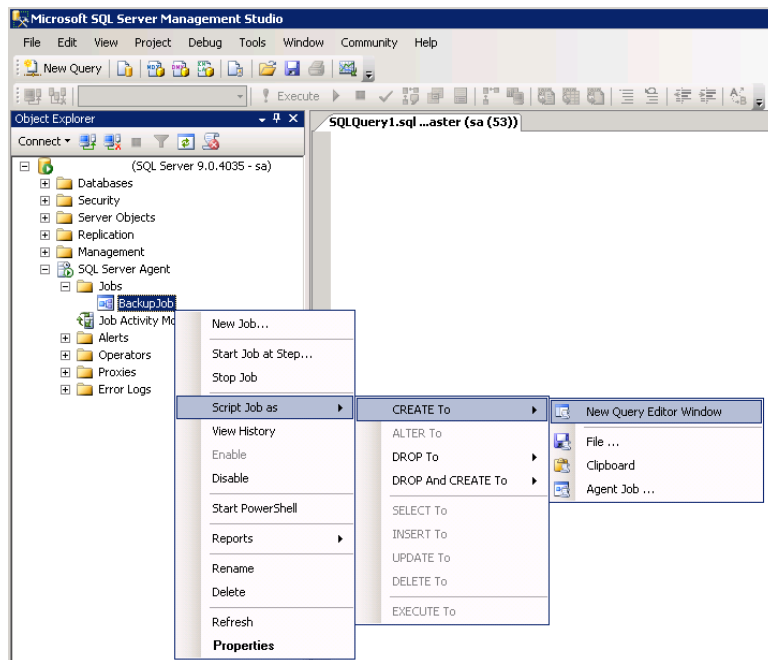 Microsoft SQL Server Management Studio
File Edit View Project Debug Tools Window Community Help
New Query
Execute
Object Explorer
SQLQuery1.sql ...aster (sa (53))
Connect
(SQL Server 9.0.4035 - sa)
Databases
Security
Server Objects
Replication
Management
SQL Server Agent
Jobs
BackupJob
Job Activity Mo
Alerts
Operators
Proxies
Error Logs
New Job...
Start Job at Step...
Stop Job
Script Job as
View History
Enable
Disable
Start PowerShell
Reports
Rename
Delete
Refresh
Properties
CREATE To
ALTER To
DROP To
DROP And CREATE To
SELECT To
INSERT To
UPDATE To
DELETE To
EXECUTE To
New Query Editor Window
File ...
Clipboard
Agent Job ...